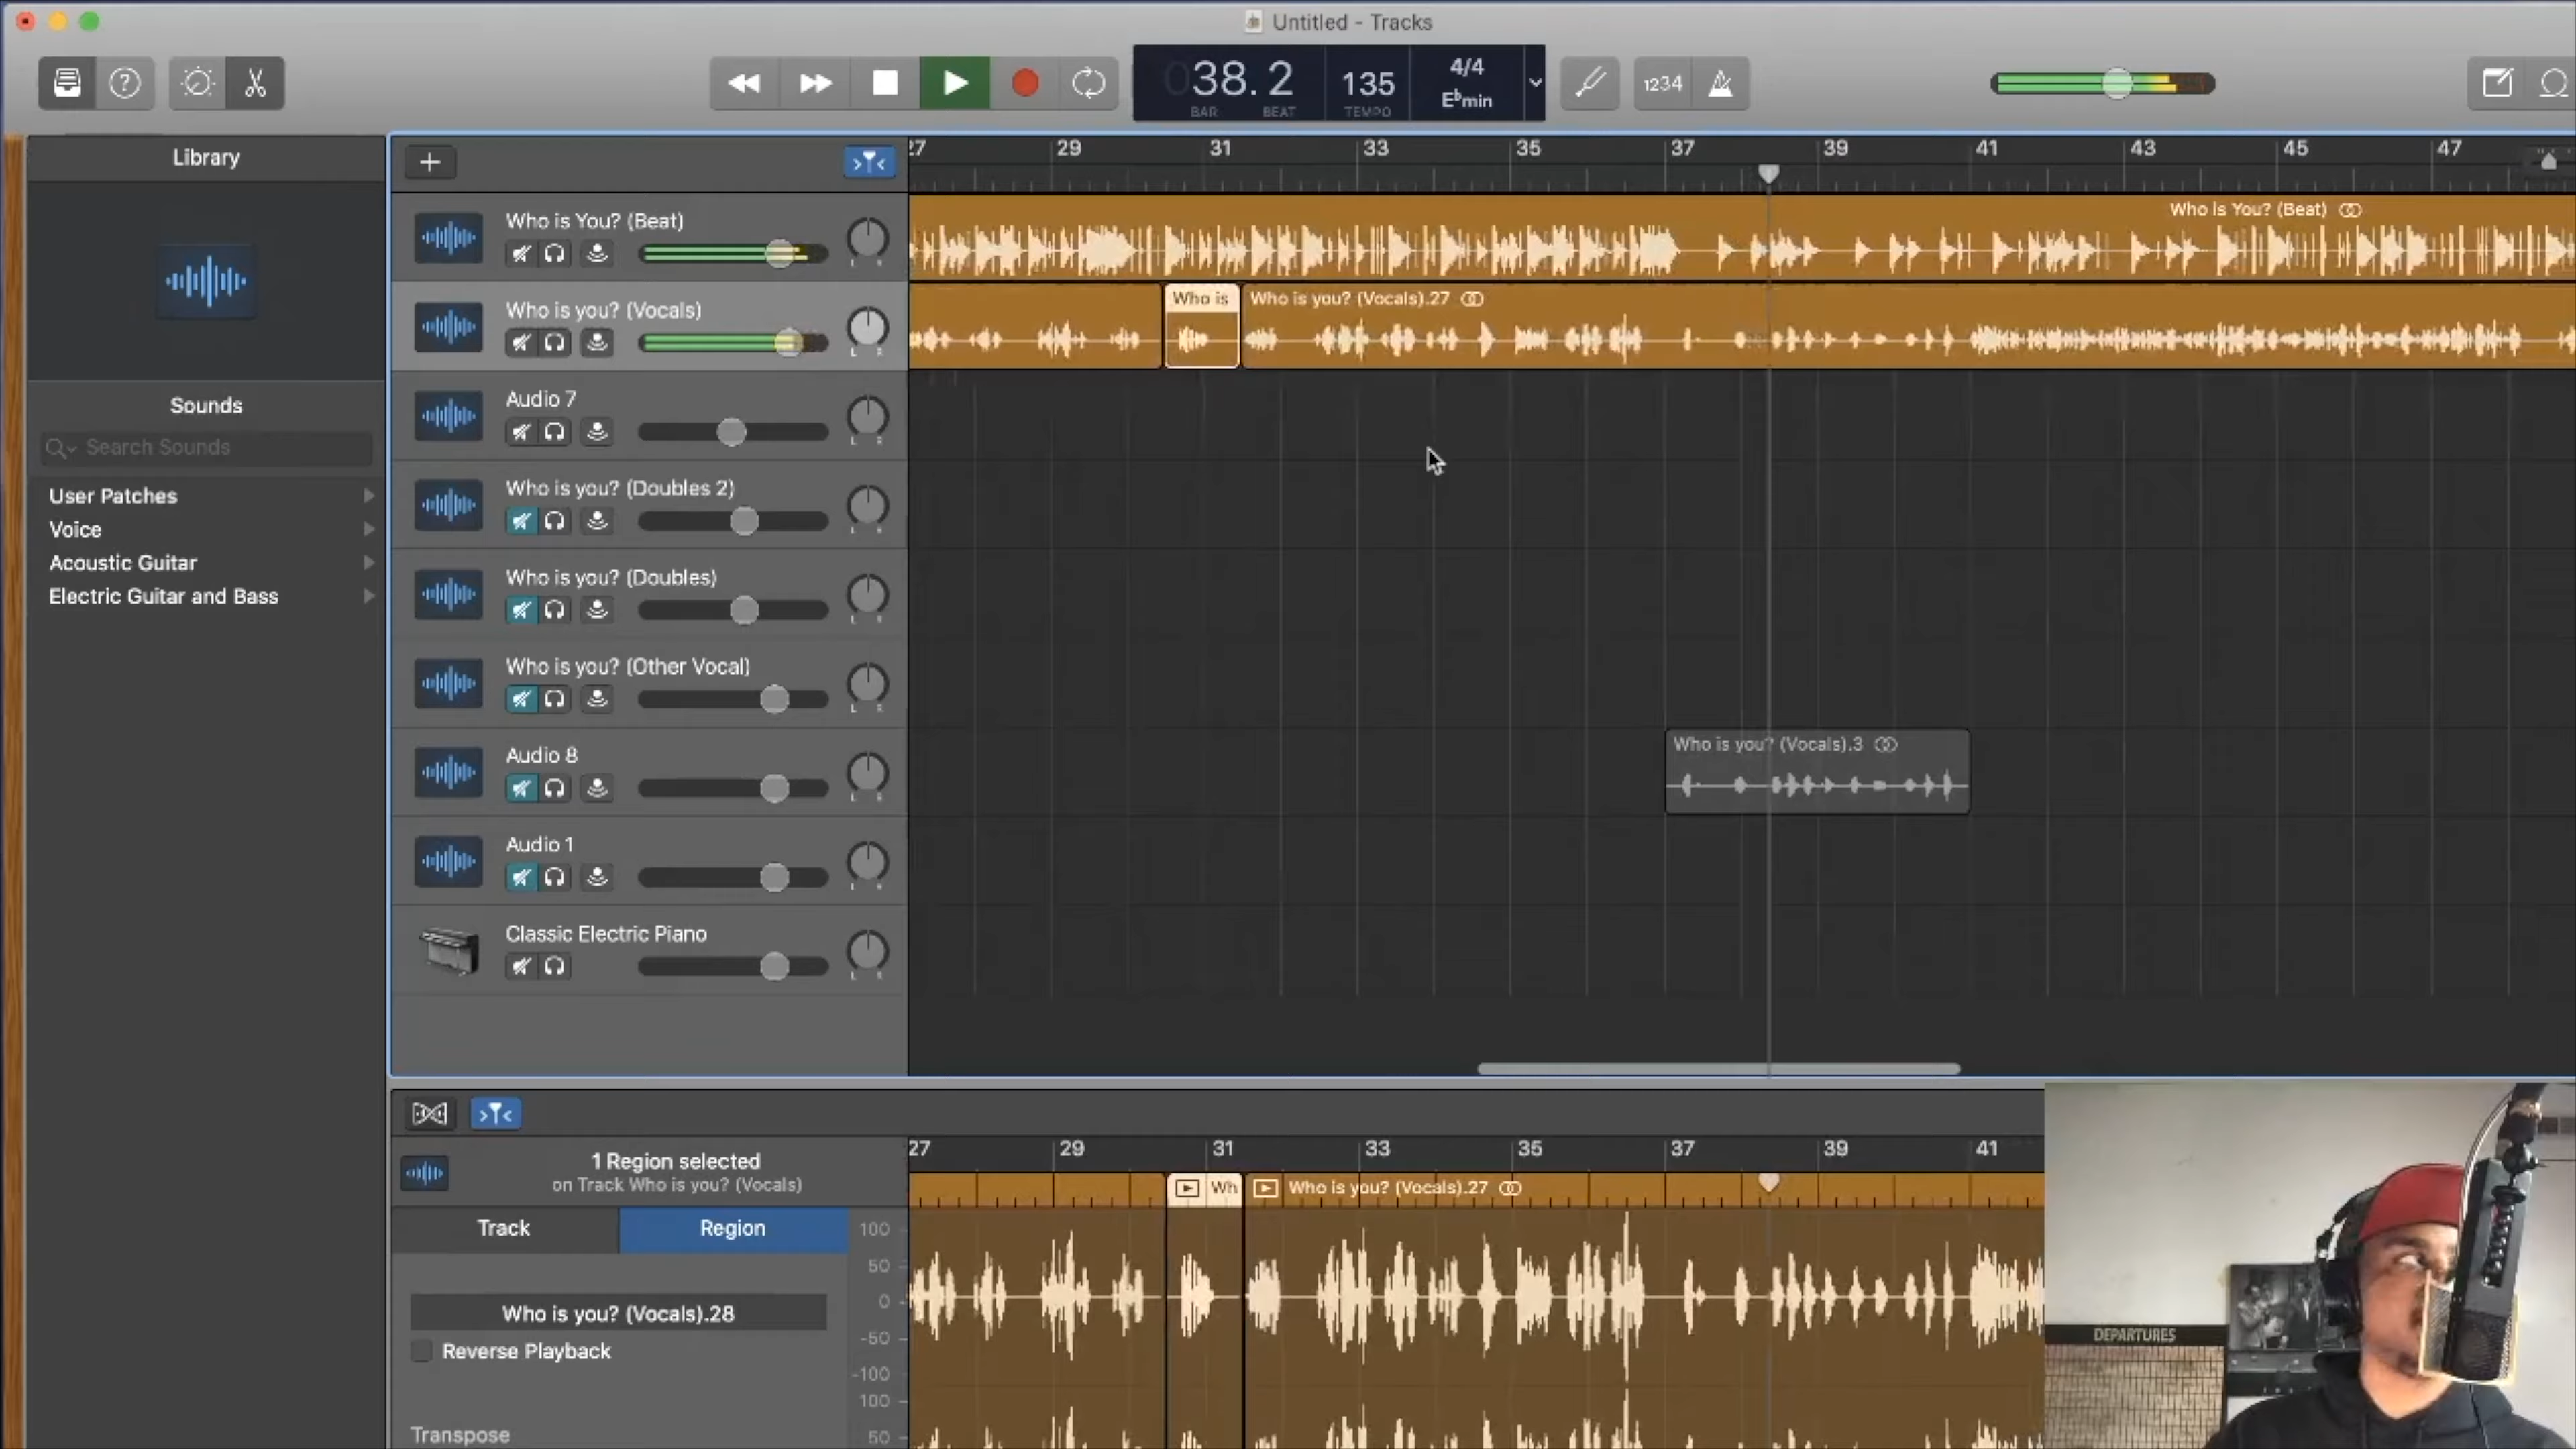 Untitled - Tracks
038.2
BAR BEAT
135
TEMPO
4/4
E♭min
1234
Library
Sounds
Search Sounds
User Patches
Voice
Acoustic Guitar
Electric Guitar and Bass
27 29 31 33 35 37 39 41 43 45 47
Who is You? (Beat)
L R
Who is You? (Beat)
Who is you? (Vocals)
L R
Who is
Who is you? (Vocals).27
Audio 7
L R
Who is you? (Doubles 2)
L R
Who is you? (Doubles)
L R
Who is you? (Other Vocal)
L R
Audio 8
L R
Who is you? (Vocals).3
Audio 1
L R
Classic Electric Piano
L R
27 29 31 33 35 37 39 41
1 Region selected
on Track Who is you? (Vocals)
Wh
Who is you? (Vocals).27
Track
Region
100
50
0
-50
-100
100
50
Who is you? (Vocals).28
Reverse Playback
Transpose
DEPARTURES